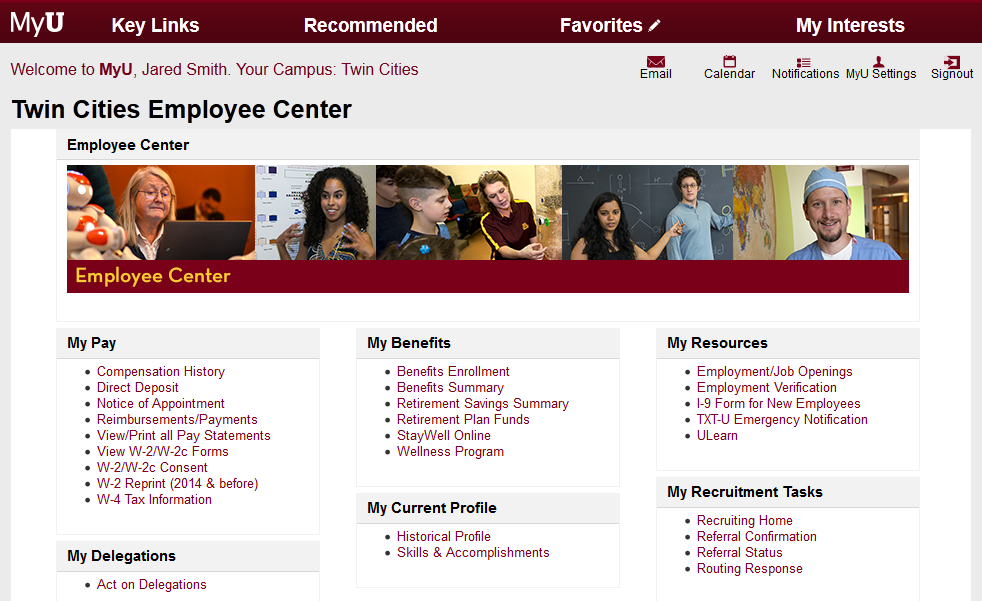 MyU Key Links Recommended Favorites My Interests
Welcome to MyU, Jared Smith. Your Campus: Twin Cities
Email Calendar Notifications MyU Settings Signout
Twin Cities Employee Center
Employee Center
Employee Center
My Pay
Compensation History
Direct Deposit
Notice of Appointment
Reimbursements/Payments
View/Print all Pay Statements
View W-2/W-2c Forms
W-2/W-2c Consent
W-2 Reprint (2014 & before)
W-4 Tax Information
My Delegations
Act on Delegations
My Benefits
Benefits Enrollment
Benefits Summary
Retirement Savings Summary
Retirement Plan Funds
StayWell Online
Wellness Program
My Current Profile
Historical Profile
Skills & Accomplishments
My Resources
Employment/Job Openings
Employment Verification
I-9 Form for New Employees
TXT-U Emergency Notification
ULearn
My Recruitment Tasks
Recruiting Home
Referral Confirmation
Referral Status
Routing Response